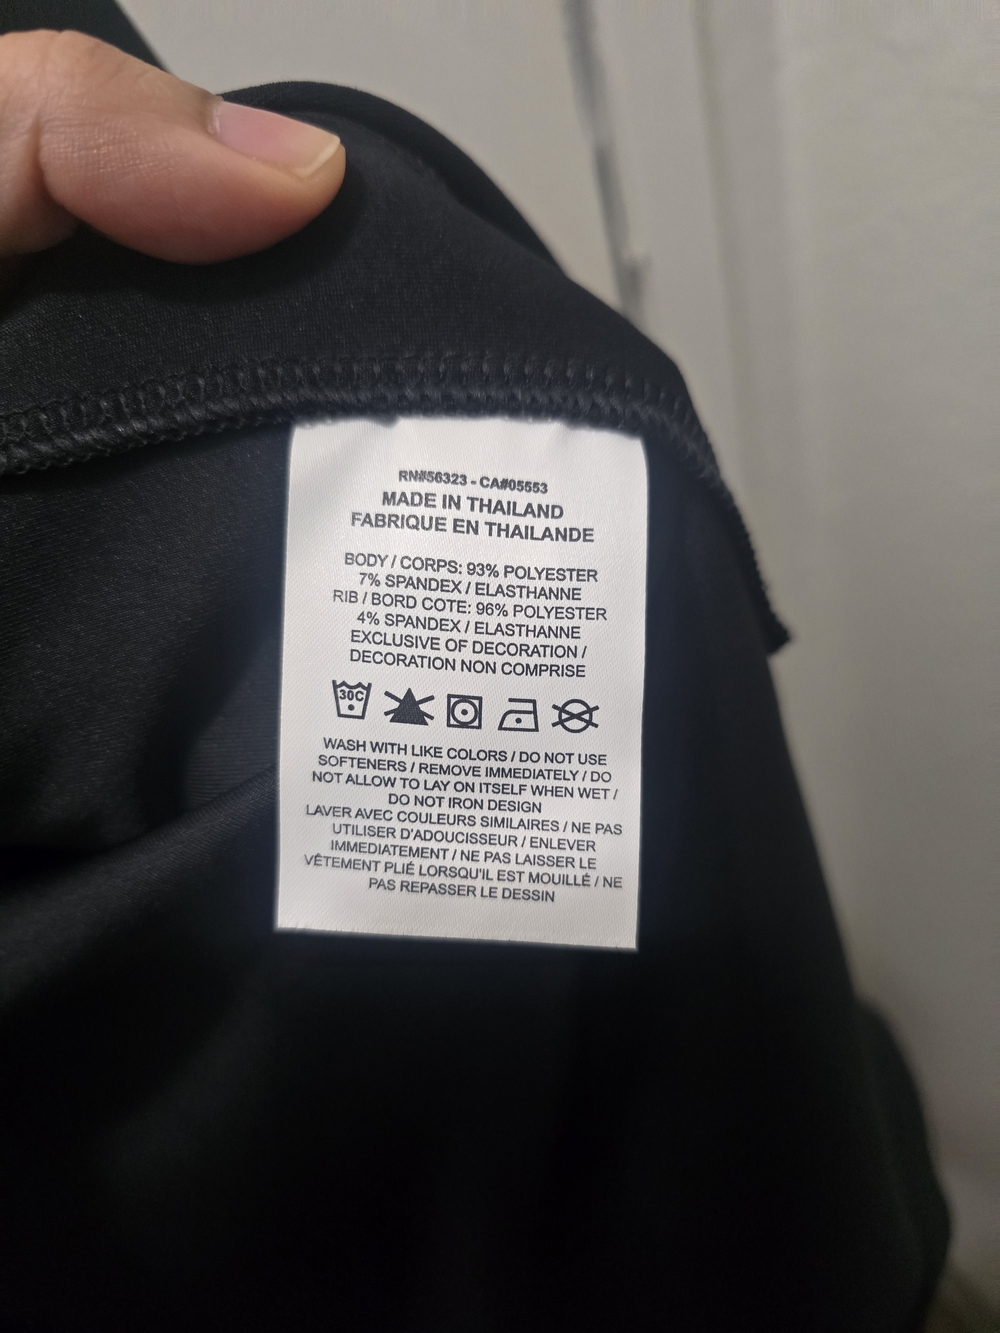 RN#56323 - CA#05553
MADE IN THAILAND
FABRIQUE EN THAILANDE
BODY / CORPS: 93% POLYESTER
7% SPANDEX / ELASTHANNE
RIB / BORD COTE: 96% POLYESTER
4% SPANDEX / ELASTHANNE
EXCLUSIVE OF DECORATION /
DECORATION NON COMPRISE
30C
WASH WITH LIKE COLORS / DO NOT USE
SOFTENERS / REMOVE IMMEDIATELY / DO
NOT ALLOW TO LAY ON ITSELF WHEN WET /
DO NOT IRON DESIGN
LAVER AVEC COULEURS SIMILAIRES / NE PAS
UTILISER D'ADOUCISSEUR / ENLEVER
IMMEDIATEMENT / NE PAS LAISSER LE
VÊTEMENT PLIÉ LORSQU'IL EST MOUILLÉ / NE
PAS REPASSER LE DESSIN